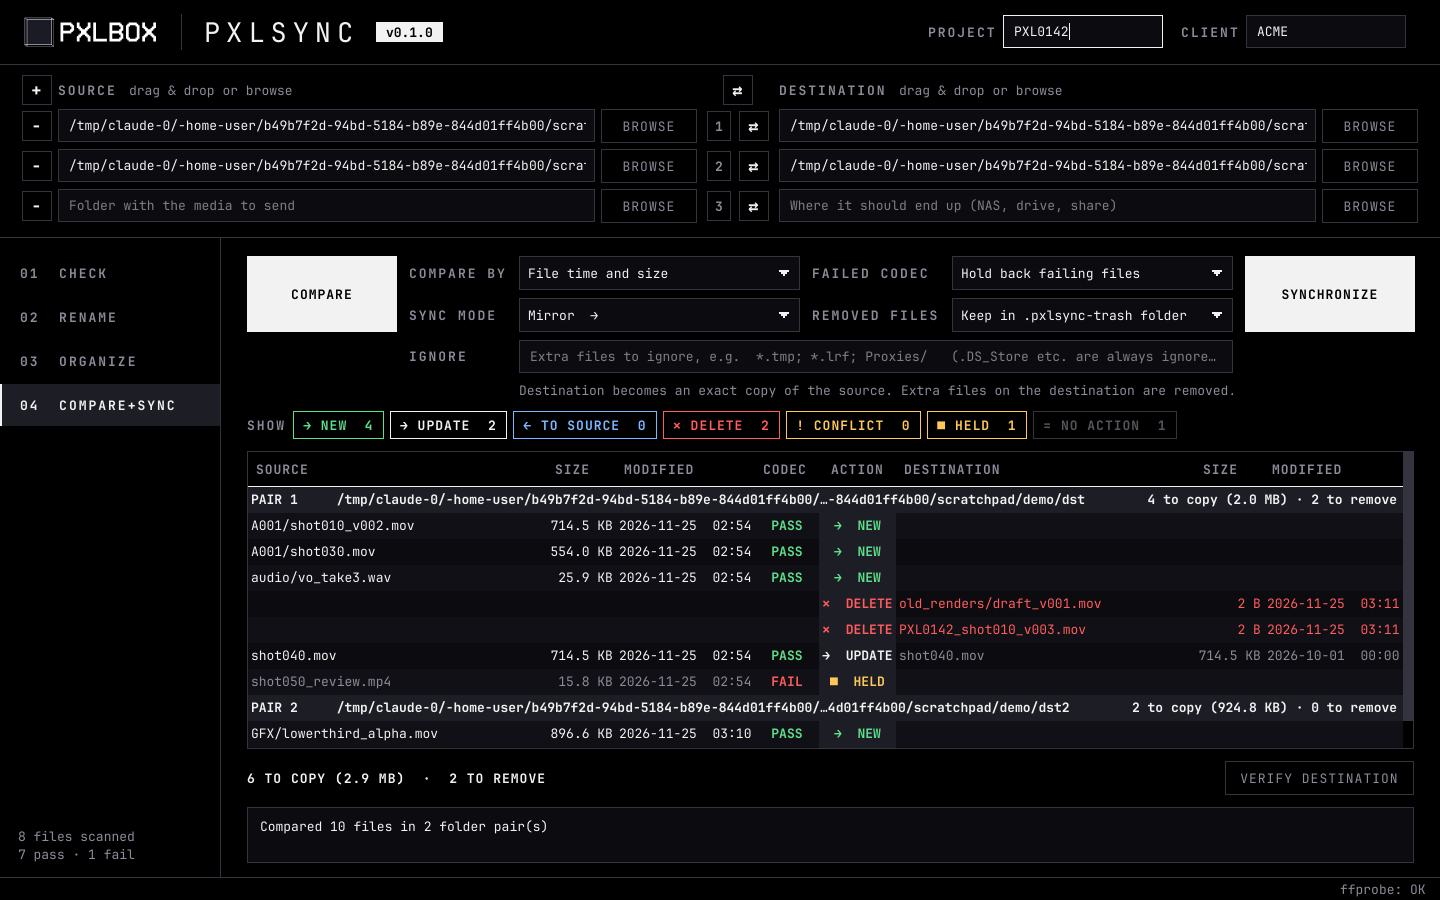 PXLBOX PXLSYNC v0.1.0 PROJECT PXL0142 CLIENT ACME
+ SOURCE drag & drop or browse ⇄ DESTINATION drag & drop or browse
- /tmp/claude-0/-home-user/b49b7f2d-94bd-5184-b89e-844d01ff4b00/scra BROWSE 1 ⇄ /tmp/claude-0/-home-user/b49b7f2d-94bd-5184-b89e-844d01ff4b00/scra BROWSE
- /tmp/claude-0/-home-user/b49b7f2d-94bd-5184-b89e-844d01ff4b00/scra BROWSE 2 ⇄ /tmp/claude-0/-home-user/b49b7f2d-94bd-5184-b89e-844d01ff4b00/scra BROWSE
- Folder with the media to send BROWSE 3 ⇄ Where it should end up (NAS, drive, share) BROWSE
01 CHECK
02 RENAME
03 ORGANIZE
04 COMPARE+SYNC
8 files scanned
7 pass · 1 fail
COMPARE COMPARE BY File time and size FAILED CODEC Hold back failing files SYNCHRONIZE
SYNC MODE Mirror → REMOVED FILES Keep in .pxlsync-trash folder
IGNORE Extra files to ignore, e.g. *.tmp; *.lrf; Proxies/ (.DS_Store etc. are always ignore…
Destination becomes an exact copy of the source. Extra files on the destination are removed.
SHOW → NEW 4 → UPDATE 2 ← TO SOURCE 0 × DELETE 2 ! CONFLICT 0 ■ HELD 1 = NO ACTION 1
SOURCE SIZE MODIFIED CODEC ACTION DESTINATION SIZE MODIFIED
PAIR 1 /tmp/claude-0/-home-user/b49b7f2d-94bd-5184-b89e-844d01ff4b00/…-844d01ff4b00/scratchpad/demo/dst 4 to copy (2.0 MB) · 2 to remove
A001/shot010_v002.mov 714.5 KB 2026-11-25 02:54 PASS → NEW
A001/shot030.mov 554.0 KB 2026-11-25 02:54 PASS → NEW
audio/vo_take3.wav 25.9 KB 2026-11-25 02:54 PASS → NEW
× DELETE old_renders/draft_v001.mov 2 B 2026-11-25 03:11
× DELETE PXL0142_shot010_v003.mov 2 B 2026-11-25 03:11
shot040.mov 714.5 KB 2026-11-25 02:54 PASS → UPDATE shot040.mov 714.5 KB 2026-10-01 00:00
shot050_review.mp4 15.8 KB 2026-11-25 02:54 FAIL ■ HELD
PAIR 2 /tmp/claude-0/-home-user/b49b7f2d-94bd-5184-b89e-844d01ff4b00/…4d01ff4b00/scratchpad/demo/dst2 2 to copy (924.8 KB) · 0 to remove
GFX/lowerthird_alpha.mov 896.6 KB 2026-11-25 03:10 PASS → NEW
6 TO COPY (2.9 MB) · 2 TO REMOVE VERIFY DESTINATION
Compared 10 files in 2 folder pair(s)
ffprobe: OK